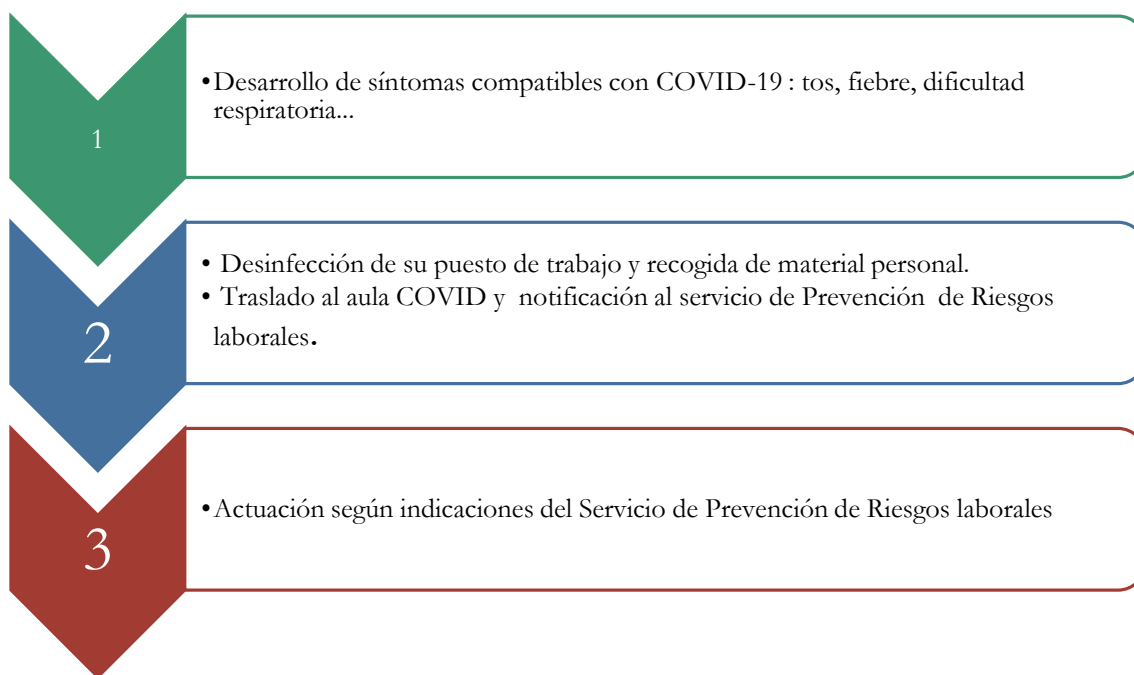 1
•Desarrollo de síntomas compatibles con COVID-19 : tos, fiebre, dificultad
respiratoria...
2
• Desinfección de su puesto de trabajo y recogida de material personal.
• Traslado al aula COVID y  notificación al servicio de Prevención  de Riesgos
laborales.
3
•Actuación según indicaciones del Servicio de Prevención de Riesgos laborales